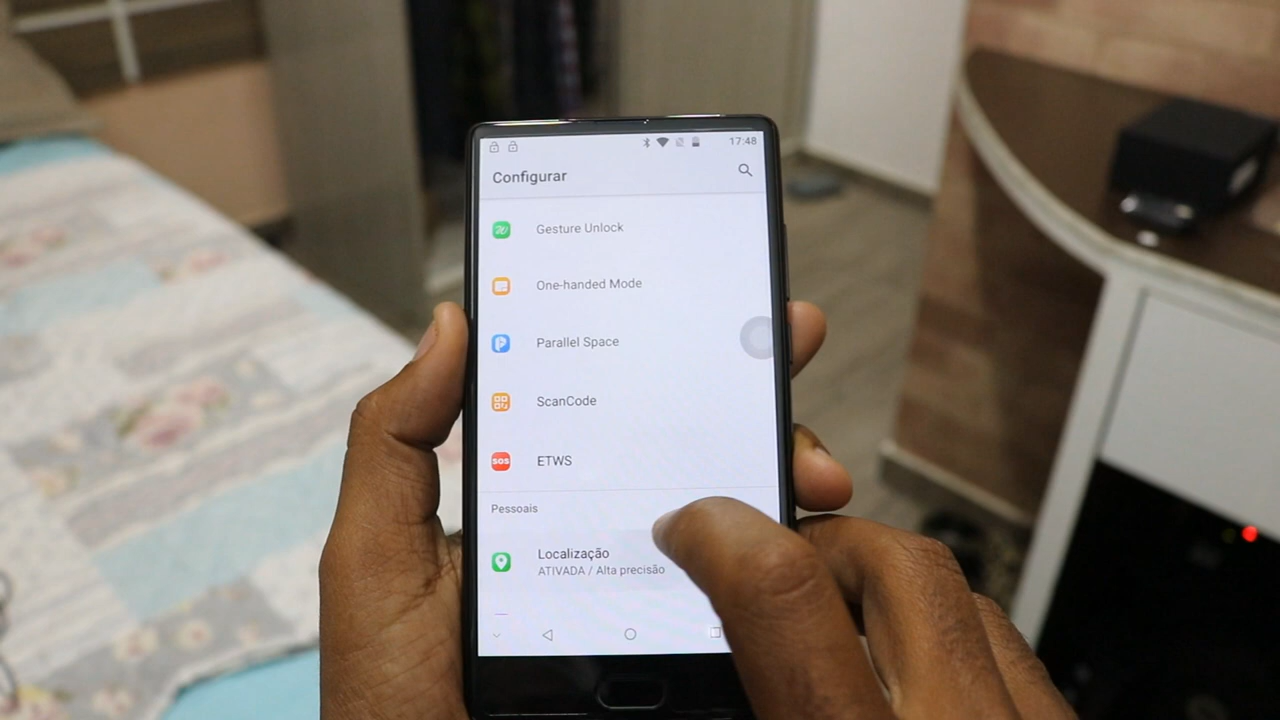 17:48
Configurar
Gesture Unlock
One-handed Mode
Parallel Space
ScanCode
SOS
ETWS
Pessoais
Localização
ATIVADA / Alta precisão